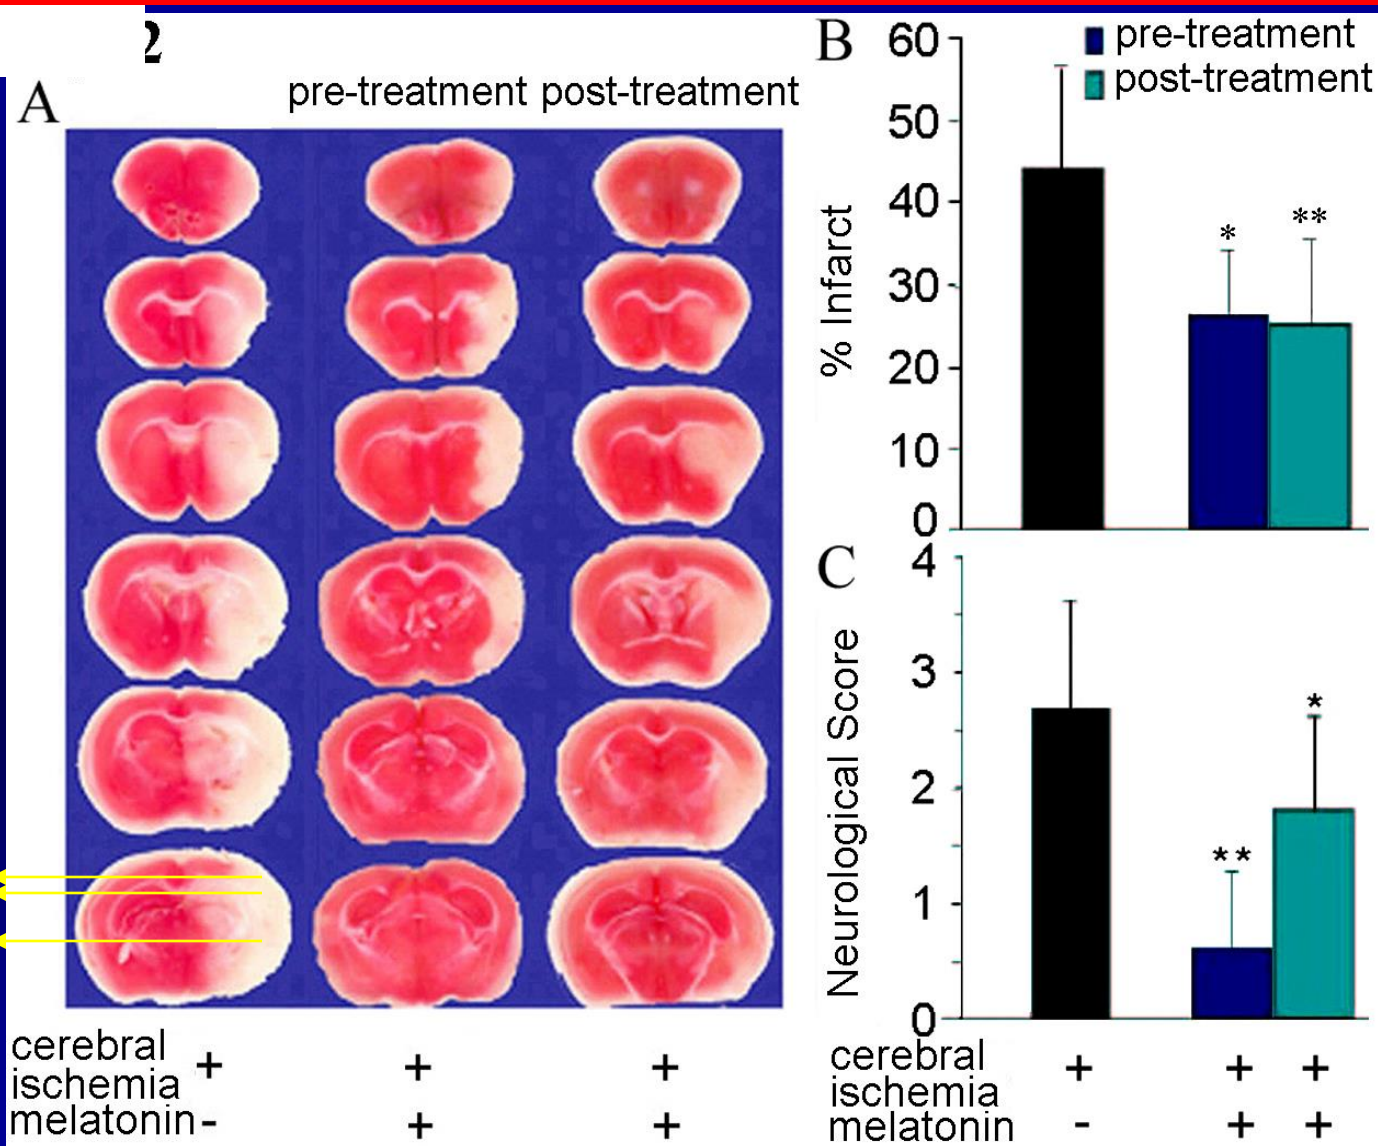 2
A
pre-treatment post-treatment
cerebral
ischemia + + +
melatonin - + +
B
pre-treatment
post-treatment
60
50
40
30
20
10
0
% Infarct
*
**
C
4
3
2
1
0
Neurological Score
**
*
cerebral
ischemia + + +
melatonin - + +